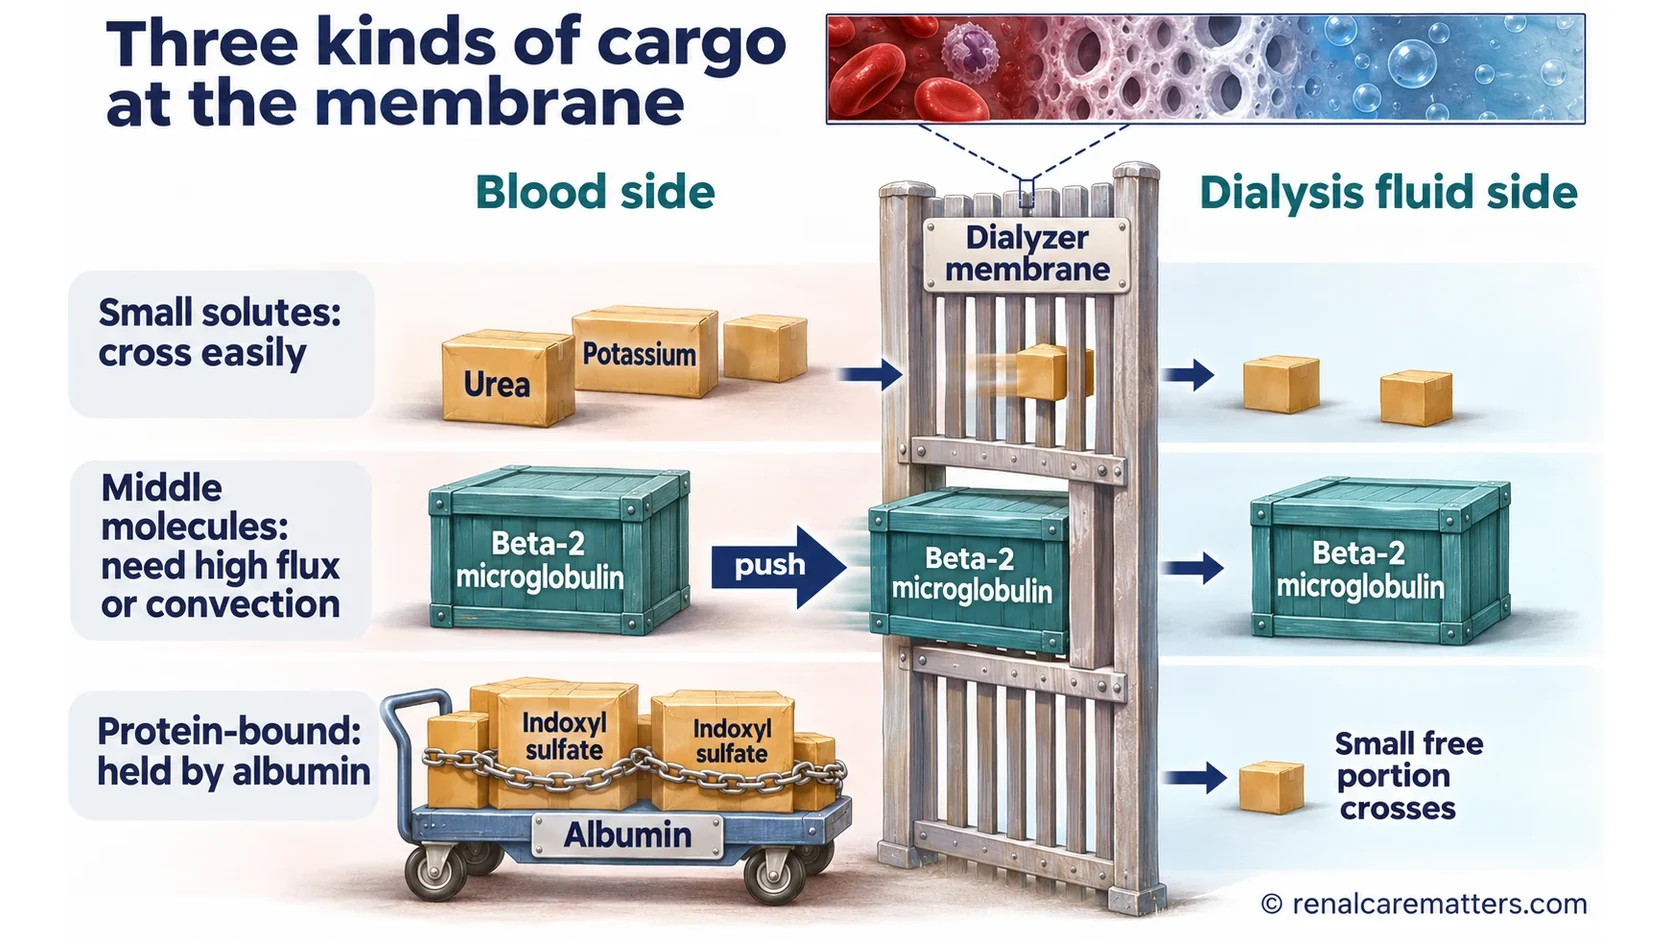 Three kinds of cargo
at the membrane
Blood side
Dialysis fluid side
Dialyzer
membrane
Small solutes:
cross easily
Urea
Potassium
Middle
molecules:
need high flux
or convection
Beta-2
microglobulin
push
Beta-2
microglobulin
Beta-2
microglobulin
Protein-bound:
held by albumin
Indoxyl
sulfate
Indoxyl
sulfate
Albumin
Small free
portion
crosses
© renalcarematters.com